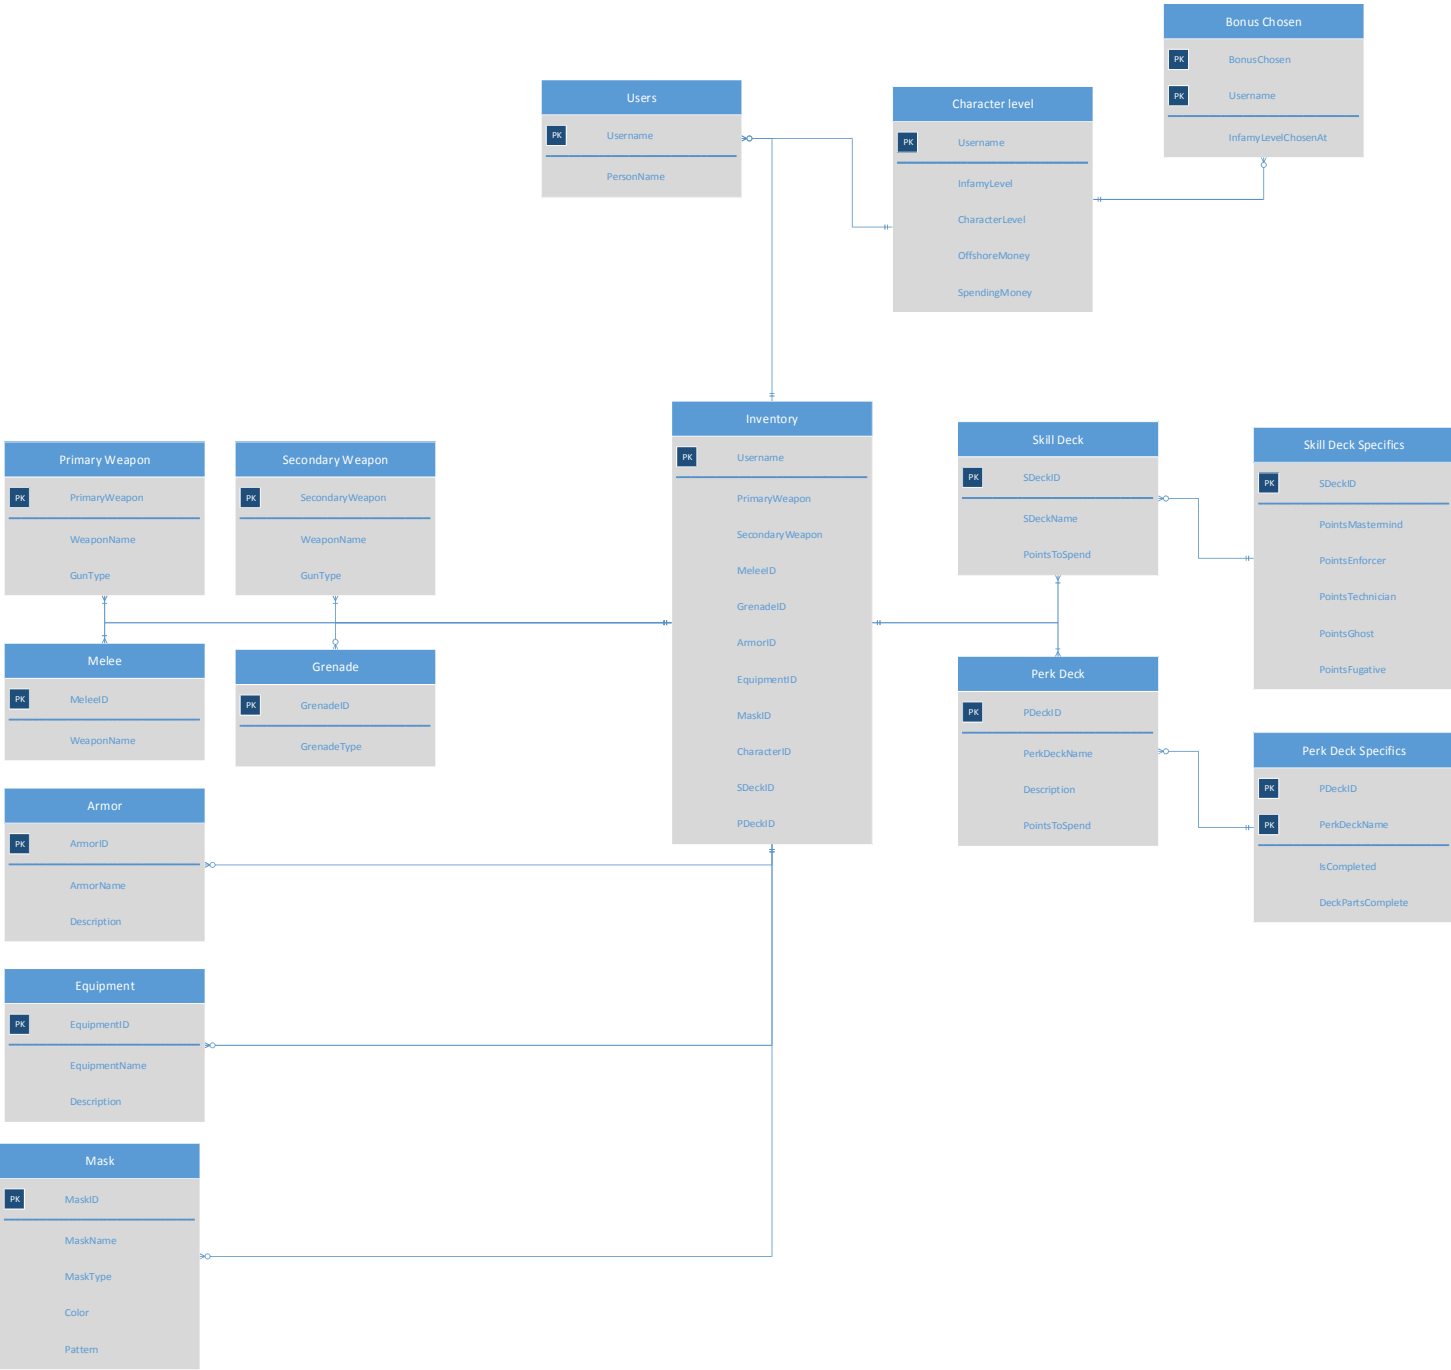 Bonus Chosen
PK BonusChosen
PK Username
InfamyLevelChosenAt
Users
PK Username
PersonName
Character level
PK Username
InfamyLevel
CharacterLevel
OffshoreMoney
SpendingMoney
Inventory
PK Username
PrimaryWeapon
SecondaryWeapon
MeleeID
GrenadeID
ArmorID
EquipmentID
MaskID
CharacterID
SDeckID
PDeckID
Primary Weapon
PK PrimaryWeapon
WeaponName
GunType
Secondary Weapon
PK SecondaryWeapon
WeaponName
GunType
Melee
PK MeleeID
WeaponName
Grenade
PK GrenadeID
GrenadeType
Armor
PK ArmorID
ArmorName
Description
Equipment
PK EquipmentID
EquipmentName
Description
Mask
PK MaskID
MaskName
MaskType
Color
Pattern
Skill Deck
PK SDeckID
SDeckName
PointsToSpend
Skill Deck Specifics
PK SDeckID
PointsMastermind
PointsEnforcer
PointsTechnician
PointsGhost
PointsFugative
Perk Deck
PK PDeckID
PerkDeckName
Description
PointsToSpend
Perk Deck Specifics
PK PDeckID
PK PerkDeckName
IsCompleted
DeckPartsComplete